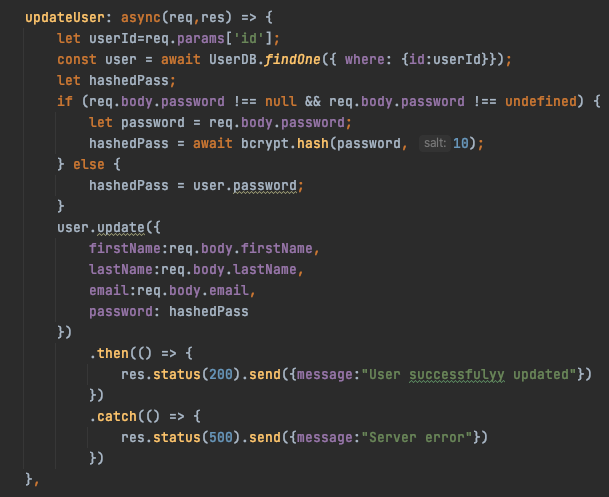 updateUser: async(req,res) => {
let userId=req.params['id'];
const user = await UserDB.findOne({ where: {id:userId}});
let hashedPass;
if (req.body.password !== null && req.body.password !== undefined) {
let password = req.body.password;
hashedPass = await bcrypt.hash(password, salt: 10);
} else {
hashedPass = user.password;
}
user.update({
firstName:req.body.firstName,
lastName:req.body.lastName,
email:req.body.email,
password: hashedPass
})
.then(() => {
res.status(200).send({message:"User successfulyy updated"})
})
.catch(() => {
res.status(500).send({message:"Server error"})
})
},